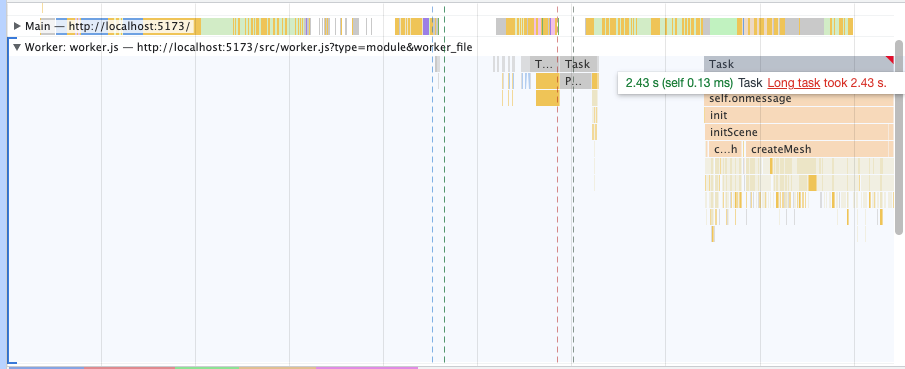 Main — http://localhost:5173/
Worker: worker.js — http://localhost:5173/src/worker.js?type=module&worker_file
T... Task Task
P...
2.43 s (self 0.13 ms) Task Long task took 2.43 s.
self.onmessage
init
initScene
c...h createMesh